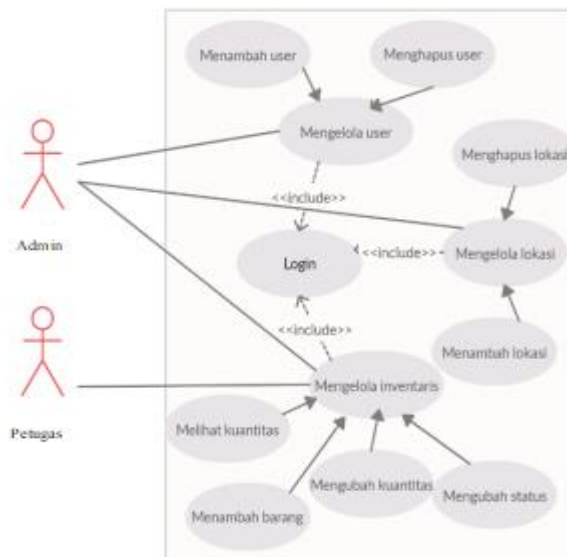 Menambah user
Menghapus user
Mengelola user
Menghapus lokasi
<<include>>
Admin
Login
<<include>>
Mengelola lokasi
<<include>>
Menambah lokasi
Mengelola inventaris
Petugas
Melihat kuantitas
Mengubah kuantitas
Mengubah status
Menambah barang